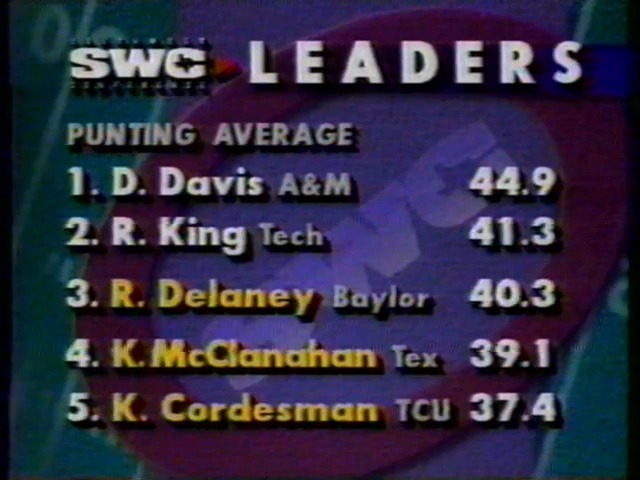 SWC LEADERS
PUNTING AVERAGE
1. D. Davis A&M 44.9
2. R. King Tech 41.3
3. R. Delaney Baylor 40.3
4. K. McClanahan Tex 39.1
5. K. Cordesman TCU 37.4
SWC